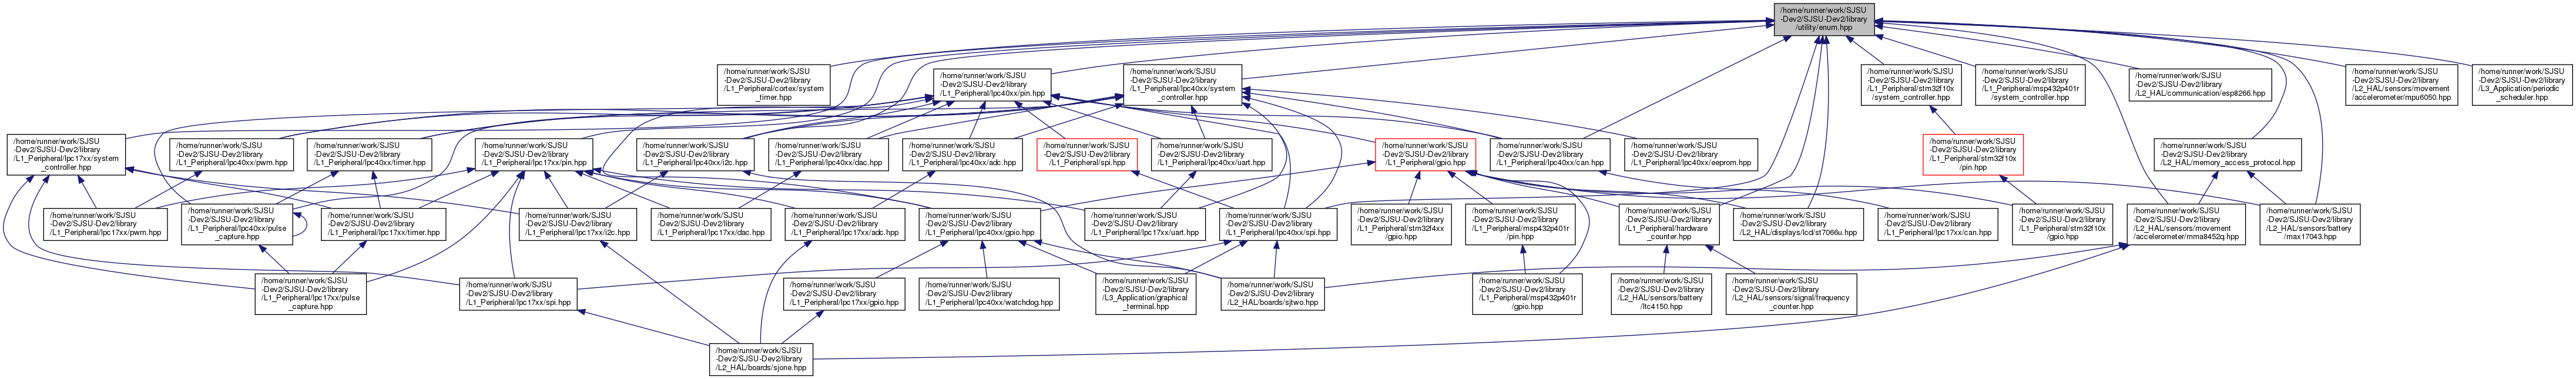 /home/runner/work/SJSU
-Dev2/SJSU-Dev2/library
/utility/enum.hpp
/home/runner/work/SJSU
-Dev2/SJSU-Dev2/library
/L1_Peripheral/cortex/system
_timer.hpp
/home/runner/work/SJSU
-Dev2/SJSU-Dev2/library
/L1_Peripheral/lpc40xx/pin.hpp
/home/runner/work/SJSU
-Dev2/SJSU-Dev2/library
/L1_Peripheral/lpc40xx/system
_controller.hpp
/home/runner/work/SJSU
-Dev2/SJSU-Dev2/library
/L1_Peripheral/stm32f10x
/system_controller.hpp
/home/runner/work/SJSU
-Dev2/SJSU-Dev2/library
/L1_Peripheral/msp432p401r
/system_controller.hpp
/home/runner/work/SJSU
-Dev2/SJSU-Dev2/library
/L2_HAL/communication/esp8266.hpp
/home/runner/work/SJSU
-Dev2/SJSU-Dev2/library
/L2_HAL/sensors/movement
/accelerometer/mpu6050.hpp
/home/runner/work/SJSU
-Dev2/SJSU-Dev2/library
/L3_Application/periodic
_scheduler.hpp
/home/runner/work/SJSU
-Dev2/SJSU-Dev2/library
/L1_Peripheral/lpc17xx/system
_controller.hpp
/home/runner/work/SJSU
-Dev2/SJSU-Dev2/library
/L1_Peripheral/lpc40xx/pwm.hpp
/home/runner/work/SJSU
-Dev2/SJSU-Dev2/library
/L1_Peripheral/lpc40xx/timer.hpp
/home/runner/work/SJSU
-Dev2/SJSU-Dev2/library
/L1_Peripheral/lpc17xx/pin.hpp
/home/runner/work/SJSU
-Dev2/SJSU-Dev2/library
/L1_Peripheral/lpc40xx/i2c.hpp
/home/runner/work/SJSU
-Dev2/SJSU-Dev2/library
/L1_Peripheral/lpc40xx/dac.hpp
/home/runner/work/SJSU
-Dev2/SJSU-Dev2/library
/L1_Peripheral/lpc40xx/adc.hpp
/home/runner/work/SJSU
-Dev2/SJSU-Dev2/library
/L1_Peripheral/spi.hpp
/home/runner/work/SJSU
-Dev2/SJSU-Dev2/library
/L1_Peripheral/lpc40xx/uart.hpp
/home/runner/work/SJSU
-Dev2/SJSU-Dev2/library
/L1_Peripheral/gpio.hpp
/home/runner/work/SJSU
-Dev2/SJSU-Dev2/library
/L1_Peripheral/lpc40xx/can.hpp
/home/runner/work/SJSU
-Dev2/SJSU-Dev2/library
/L1_Peripheral/lpc40xx/eeprom.hpp
/home/runner/work/SJSU
-Dev2/SJSU-Dev2/library
/L1_Peripheral/stm32f10x
/pin.hpp
/home/runner/work/SJSU
-Dev2/SJSU-Dev2/library
/L2_HAL/memory_access_protocol.hpp
/home/runner/work/SJSU
-Dev2/SJSU-Dev2/library
/L1_Peripheral/lpc17xx/pwm.hpp
/home/runner/work/SJSU
-Dev2/SJSU-Dev2/library
/L1_Peripheral/lpc40xx/pulse
_capture.hpp
/home/runner/work/SJSU
-Dev2/SJSU-Dev2/library
/L1_Peripheral/lpc17xx/timer.hpp
/home/runner/work/SJSU
-Dev2/SJSU-Dev2/library
/L1_Peripheral/lpc17xx/i2c.hpp
/home/runner/work/SJSU
-Dev2/SJSU-Dev2/library
/L1_Peripheral/lpc17xx/dac.hpp
/home/runner/work/SJSU
-Dev2/SJSU-Dev2/library
/L1_Peripheral/lpc17xx/adc.hpp
/home/runner/work/SJSU
-Dev2/SJSU-Dev2/library
/L1_Peripheral/lpc40xx/gpio.hpp
/home/runner/work/SJSU
-Dev2/SJSU-Dev2/library
/L1_Peripheral/lpc17xx/uart.hpp
/home/runner/work/SJSU
-Dev2/SJSU-Dev2/library
/L1_Peripheral/lpc40xx/spi.hpp
/home/runner/work/SJSU
-Dev2/SJSU-Dev2/library
/L1_Peripheral/stm32f4xx
/gpio.hpp
/home/runner/work/SJSU
-Dev2/SJSU-Dev2/library
/L1_Peripheral/msp432p401r
/pin.hpp
/home/runner/work/SJSU
-Dev2/SJSU-Dev2/library
/L1_Peripheral/hardware
_counter.hpp
/home/runner/work/SJSU
-Dev2/SJSU-Dev2/library
/L2_HAL/displays/lcd/st7066u.hpp
/home/runner/work/SJSU
-Dev2/SJSU-Dev2/library
/L1_Peripheral/lpc17xx/can.hpp
/home/runner/work/SJSU
-Dev2/SJSU-Dev2/library
/L1_Peripheral/stm32f10x
/gpio.hpp
/home/runner/work/SJSU
-Dev2/SJSU-Dev2/library
/L2_HAL/sensors/movement
/accelerometer/mma8452q.hpp
/home/runner/work/SJSU
-Dev2/SJSU-Dev2/library
/L2_HAL/sensors/battery
/max17043.hpp
/home/runner/work/SJSU
-Dev2/SJSU-Dev2/library
/L1_Peripheral/lpc17xx/pulse
_capture.hpp
/home/runner/work/SJSU
-Dev2/SJSU-Dev2/library
/L1_Peripheral/lpc17xx/spi.hpp
/home/runner/work/SJSU
-Dev2/SJSU-Dev2/library
/L1_Peripheral/lpc17xx/gpio.hpp
/home/runner/work/SJSU
-Dev2/SJSU-Dev2/library
/L1_Peripheral/lpc40xx/watchdog.hpp
/home/runner/work/SJSU
-Dev2/SJSU-Dev2/library
/L3_Application/graphical
_terminal.hpp
/home/runner/work/SJSU
-Dev2/SJSU-Dev2/library
/L2_HAL/boards/sjtwo.hpp
/home/runner/work/SJSU
-Dev2/SJSU-Dev2/library
/L1_Peripheral/msp432p401r
/gpio.hpp
/home/runner/work/SJSU
-Dev2/SJSU-Dev2/library
/L2_HAL/sensors/battery
/ltc4150.hpp
/home/runner/work/SJSU
-Dev2/SJSU-Dev2/library
/L2_HAL/sensors/signal/frequency
_counter.hpp
/home/runner/work/SJSU
-Dev2/SJSU-Dev2/library
/L2_HAL/boards/sjone.hpp